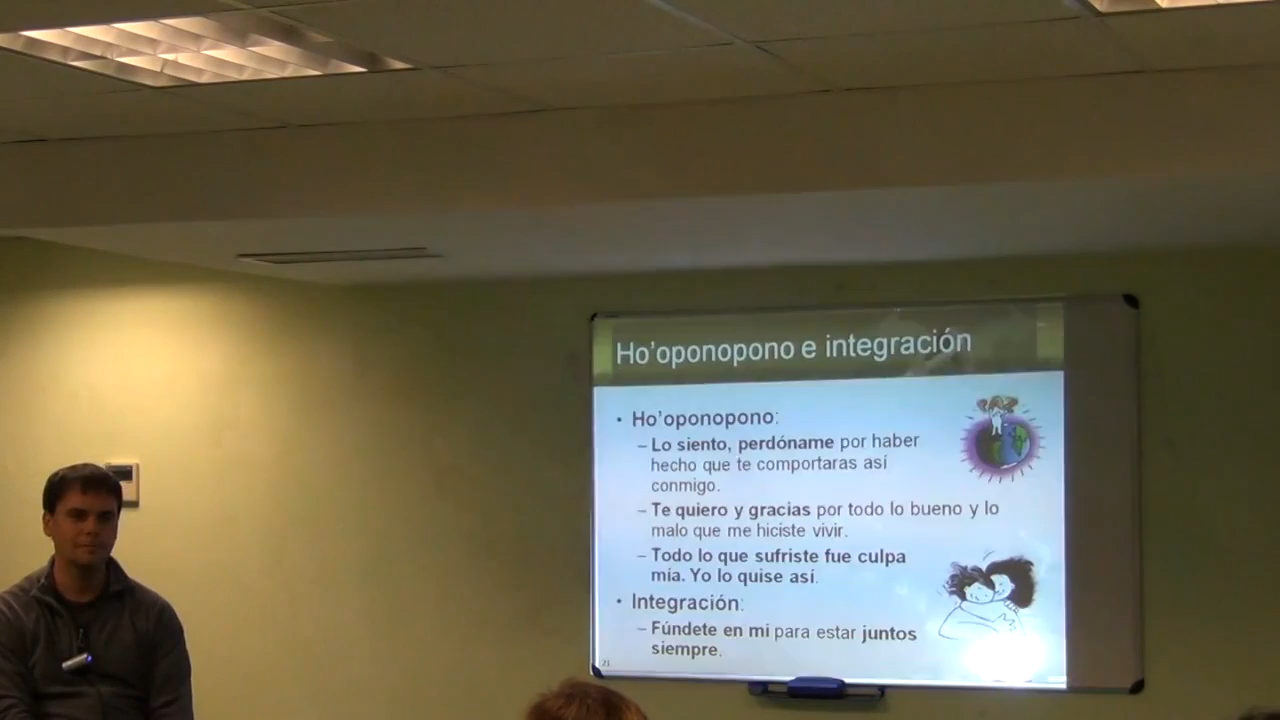 Ho'oponopono e integración
• Ho'oponopono:
– Lo siento, perdóname por haber
hecho que te comportaras así
conmigo.
– Te quiero y gracias por todo lo bueno y lo
malo que me hiciste vivir.
– Todo lo que sufriste fue culpa
mía. Yo lo quise así.
• Integración:
– Fúndete en mi para estar juntos
siempre.
21